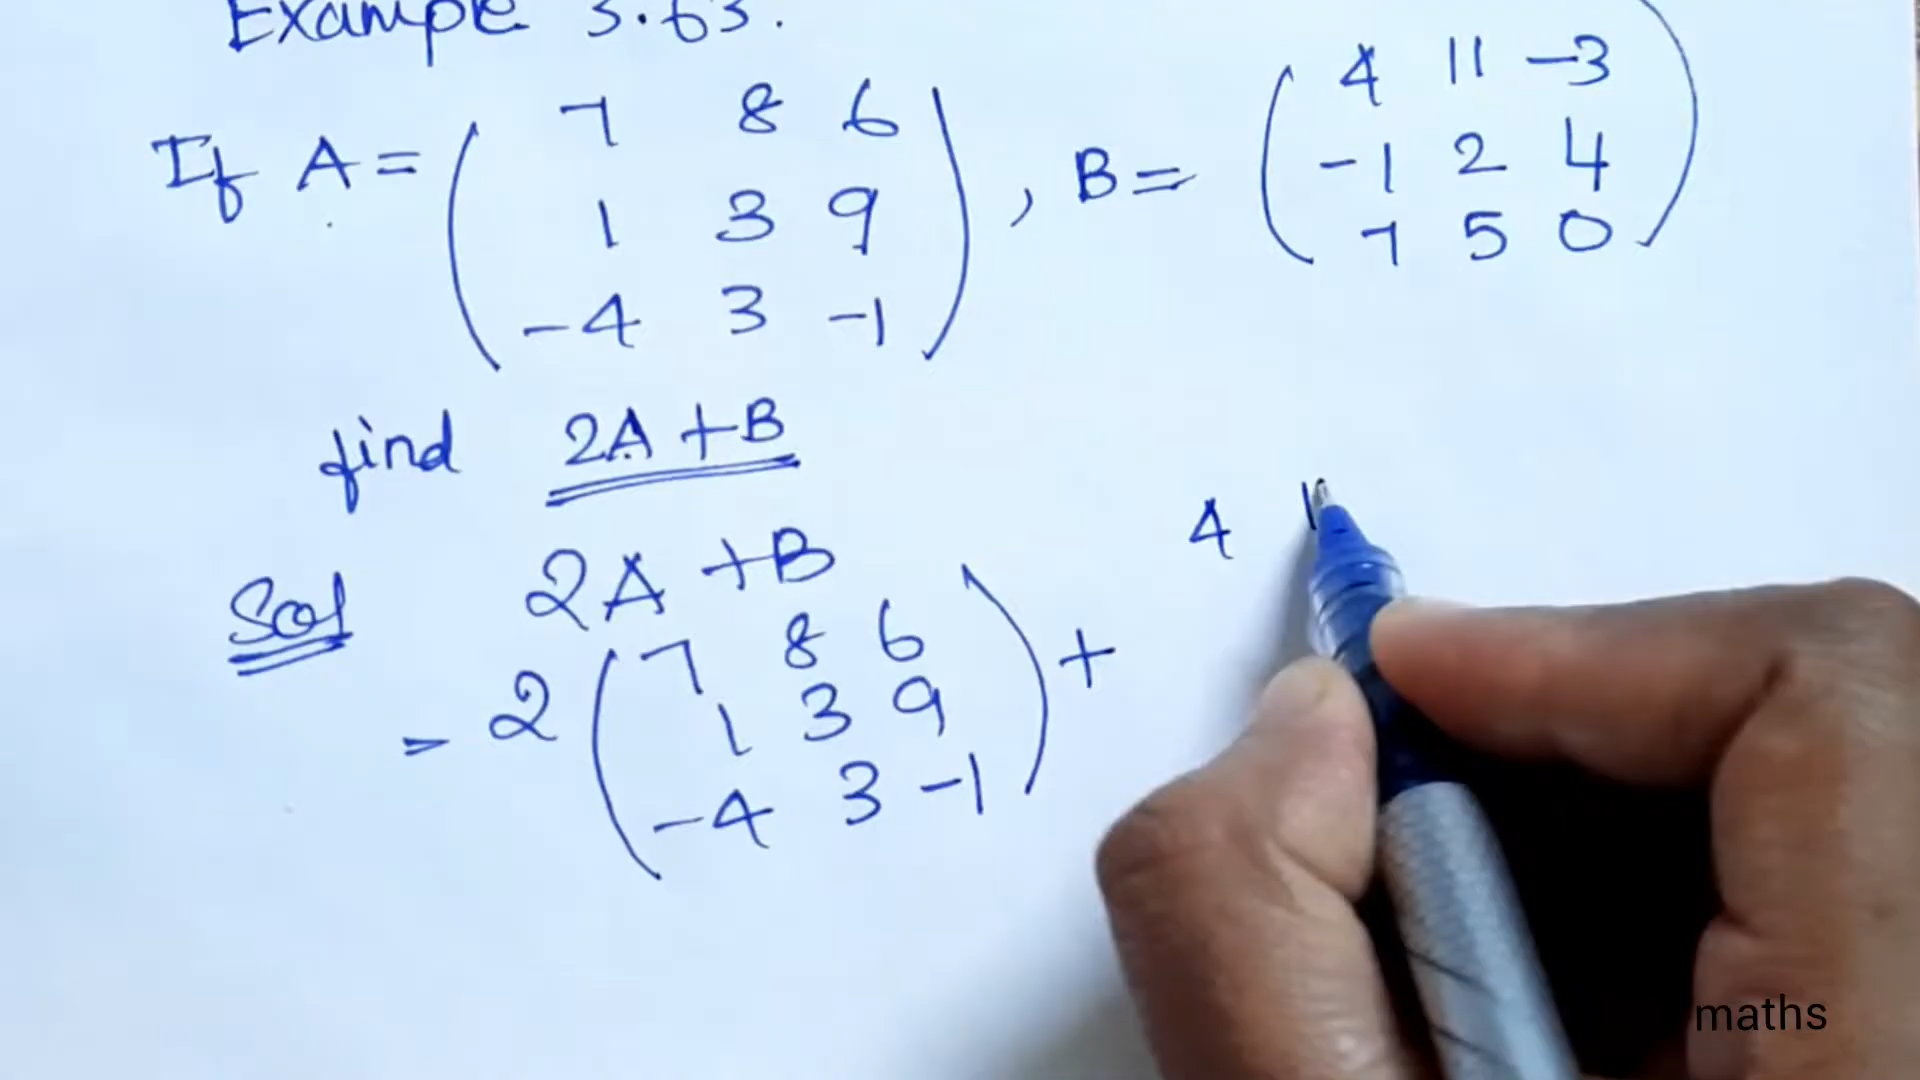 Example 3.63.
If A = ( 7 8 6 , B = ( 4 11 -3
1 3 9 -1 2 4
-4 3 -1 ) 7 5 0 )
find 2A + B
Sol 2A + B
= 2 ( 7 8 6 + 4 1
1 3 9
-4 3 -1 )
maths